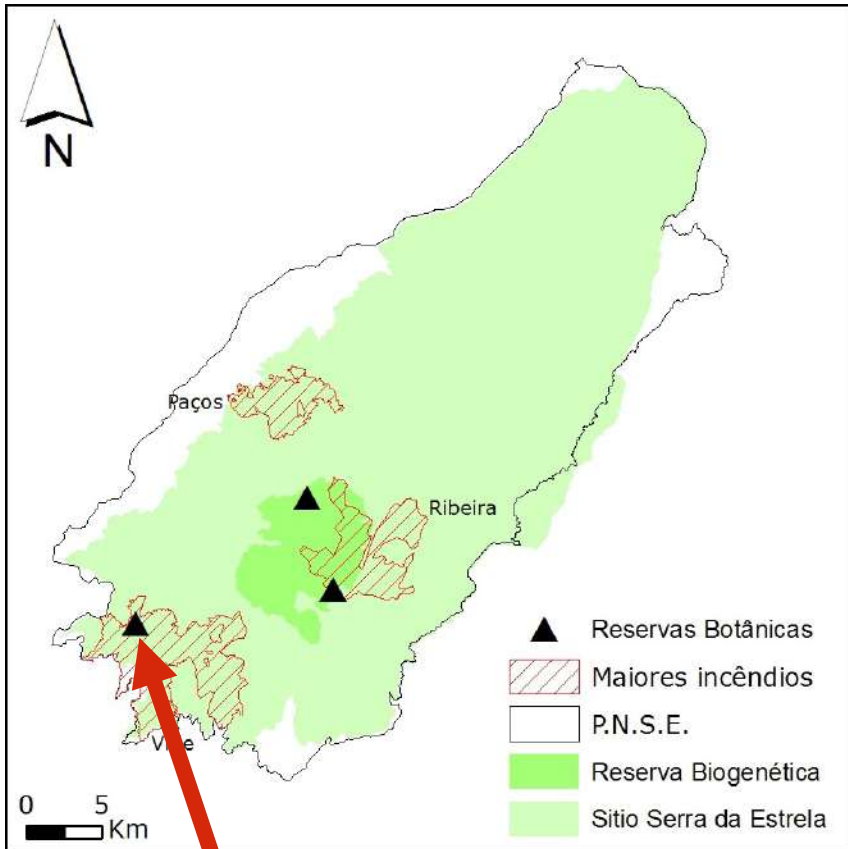 N
Paços
Ribeira
Reservas Botânicas
Maiores incêndios
P.N.S.E.
Reserva Biogenética
Sitio Serra da Estrela
0 5
Km